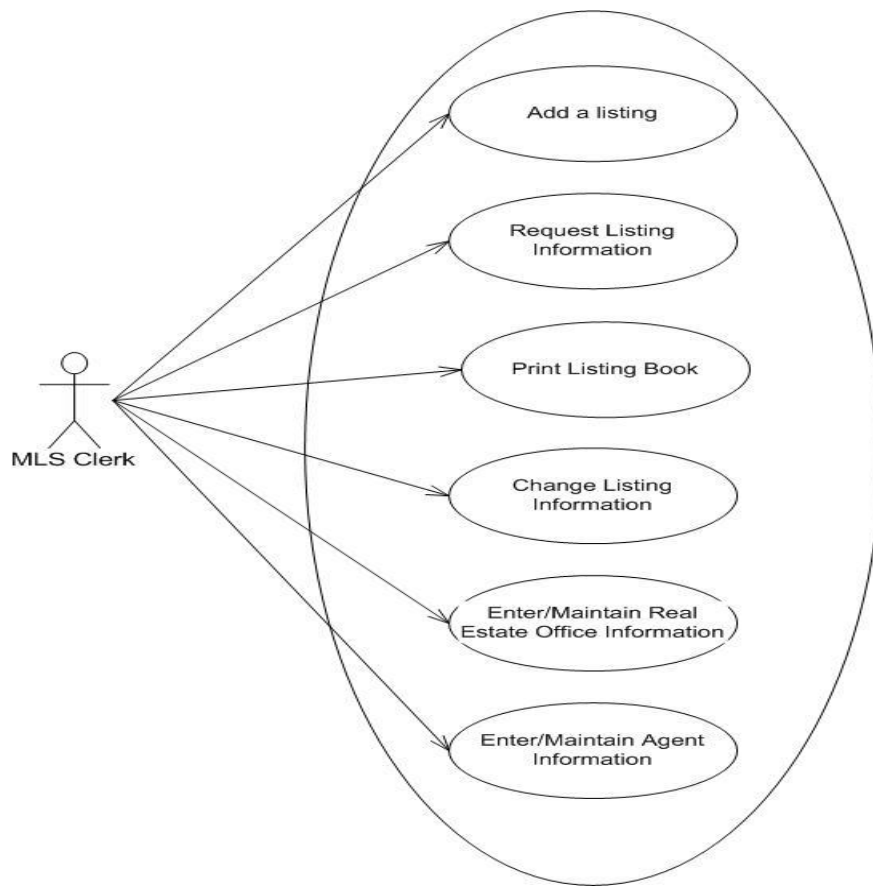 Add a listing
Request Listing
Information
Print Listing Book
MLS Clerk
Change Listing
Information
Enter/Maintain Real
Estate Office Information
Enter/Maintain Agent
Information